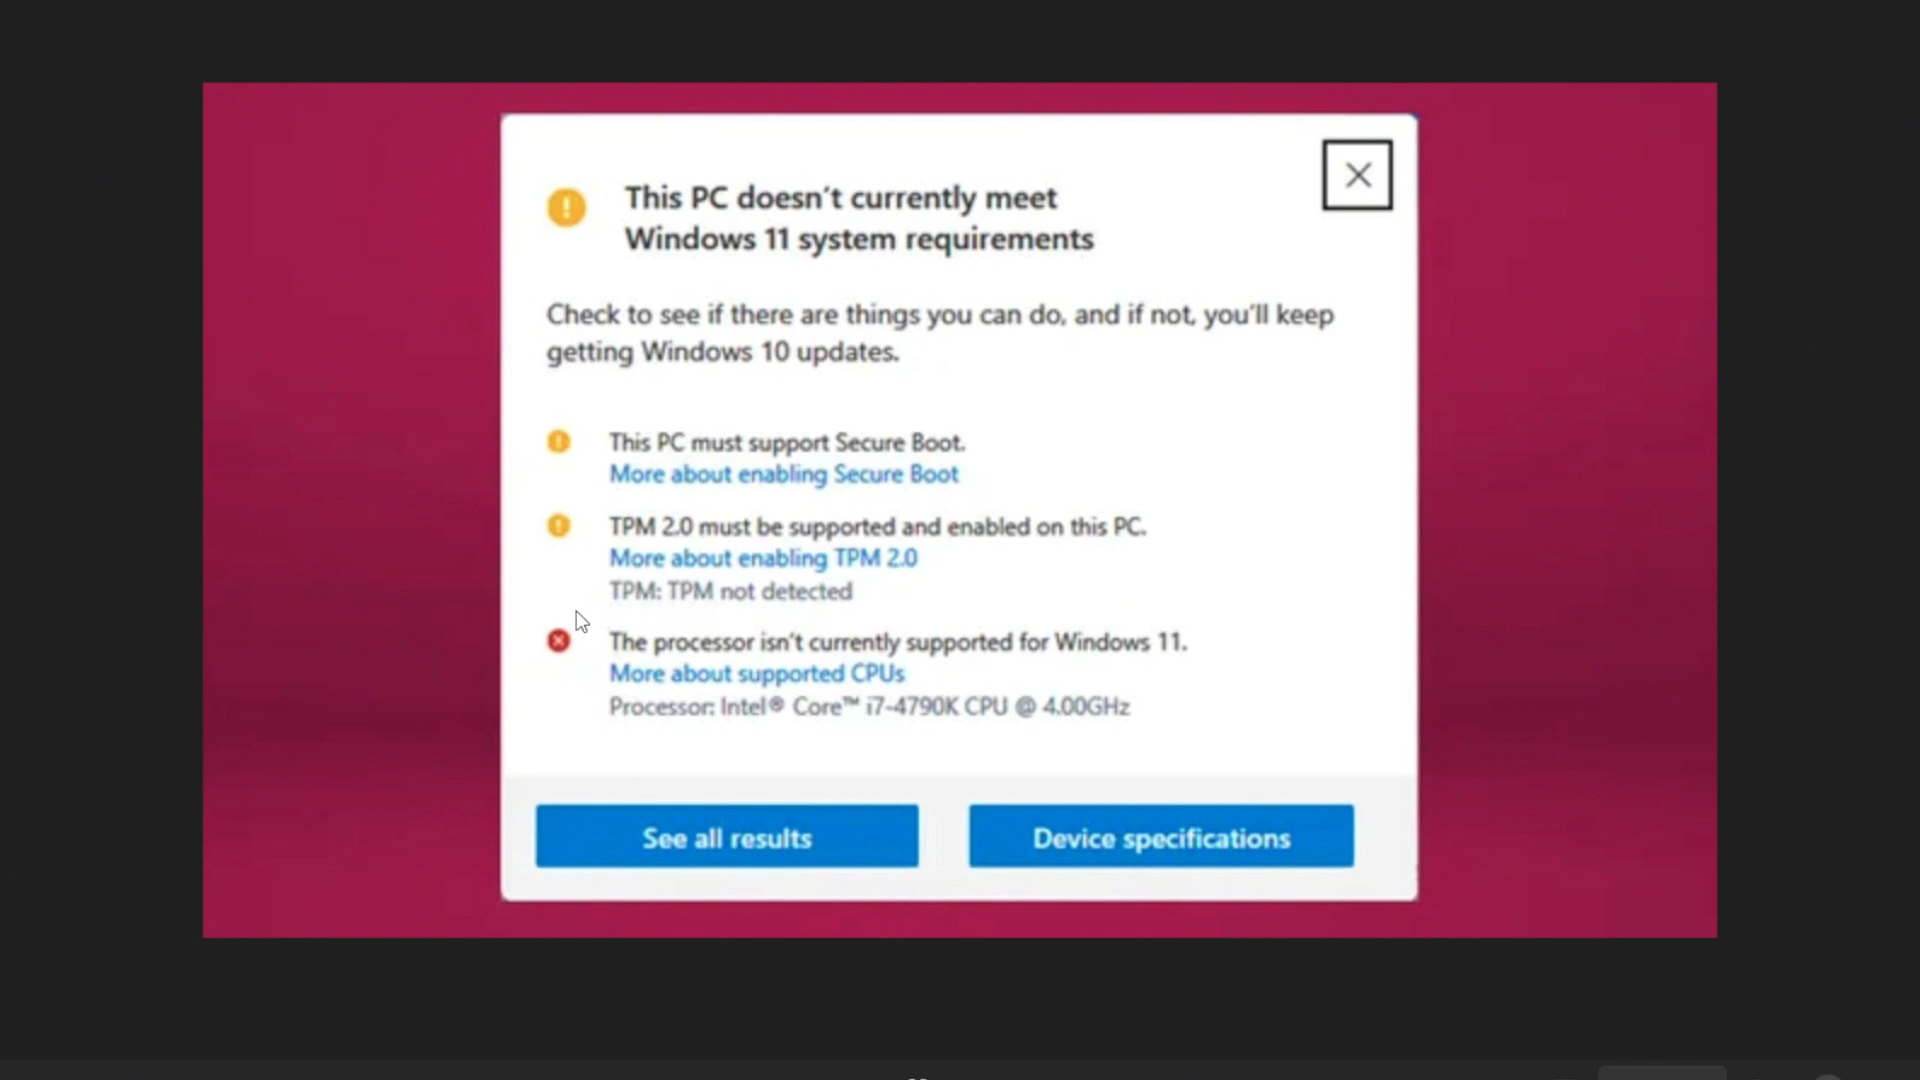 This PC doesn't currently meet
Windows 11 system requirements
Check to see if there are things you can do, and if not, you'll keep
getting Windows 10 updates.
This PC must support Secure Boot.
More about enabling Secure Boot
TPM 2.0 must be supported and enabled on this PC.
More about enabling TPM 2.0
TPM: TPM not detected
The processor isn't currently supported for Windows 11.
More about supported CPUs
Processor: Intel® Core™ i7-4790K CPU @ 4.00GHz
See all results
Device specifications